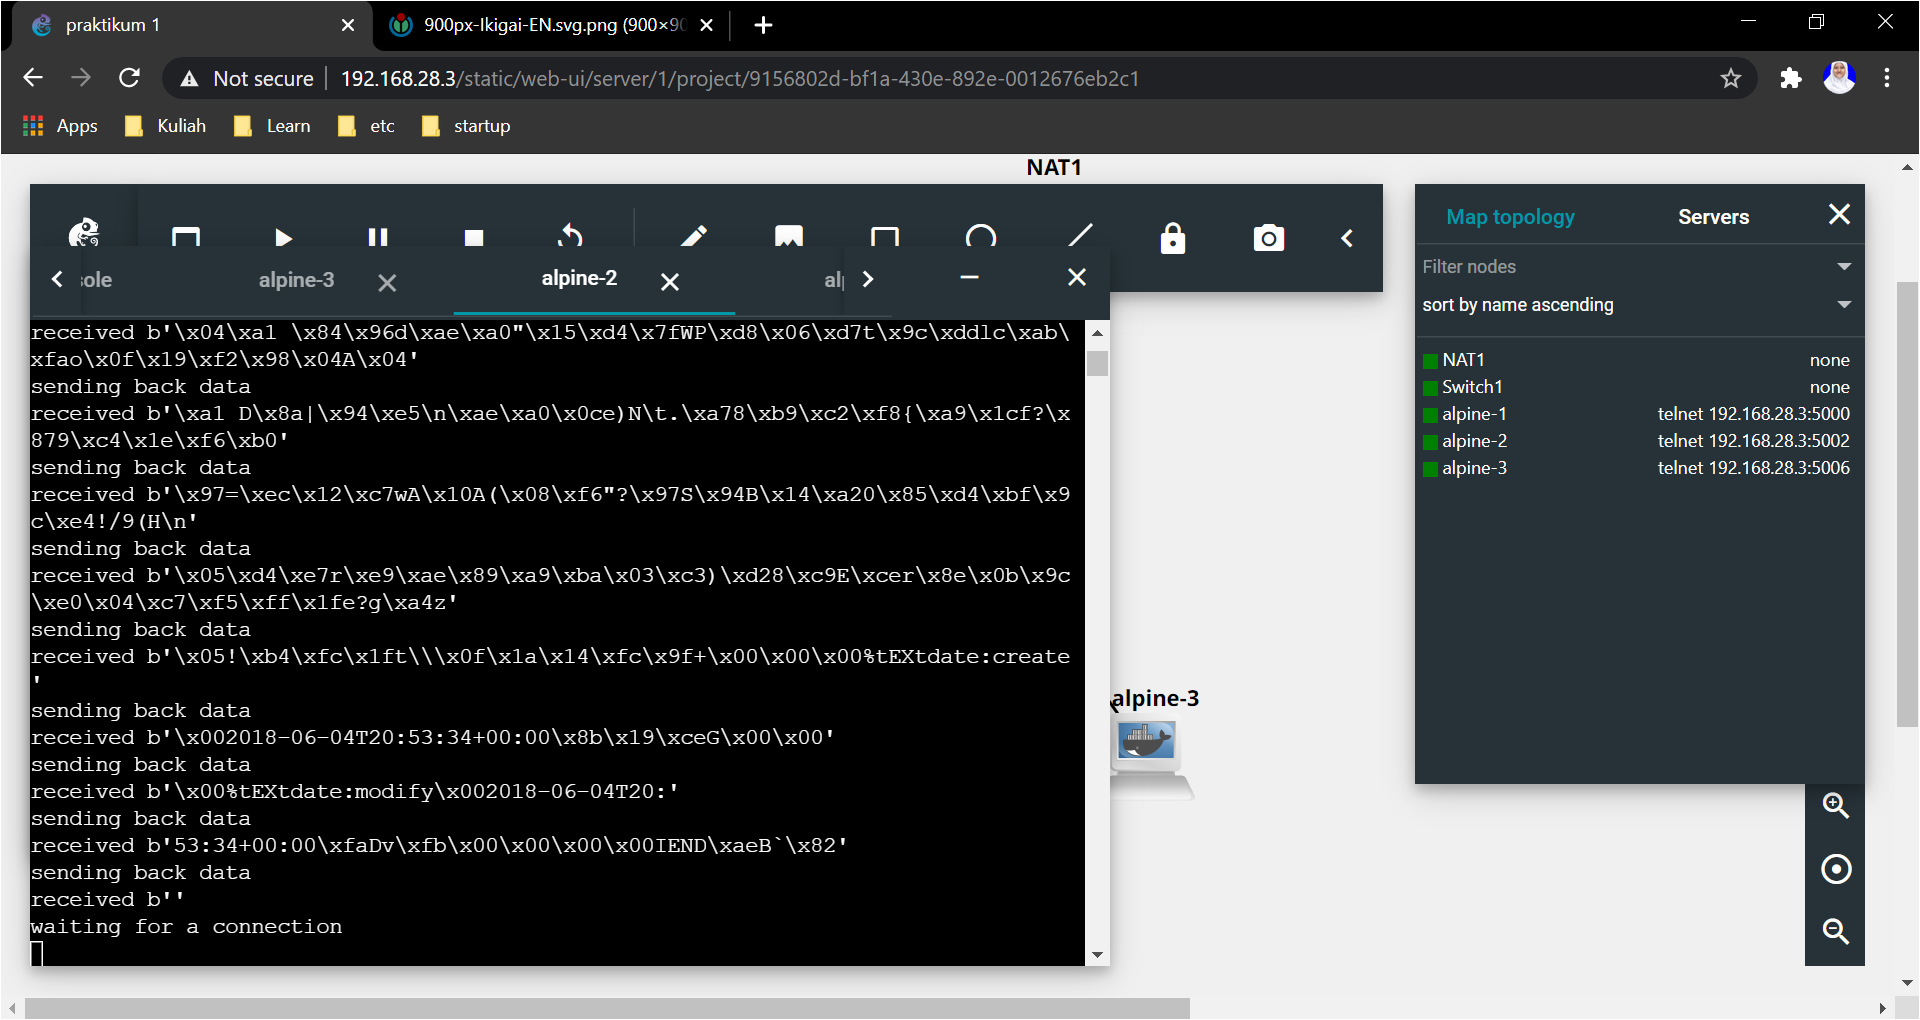 praktikum 1
900px-Ikigai-EN.svg.png (900×90
Not secure
192.168.28.3/static/web-ui/server/1/project/9156802d-bf1a-430e-892e-0012676eb2c1
Apps
Kuliah
Learn
etc
startup
NAT1
sole
alpine-3
alpine-2
alp
received b'\x04\xa1 \x84\x96d\xae\xa0"\x15\xd4\x7fWP\xd8\x06\xd7t\x9c\xddlc\xab\
xfao\x0f\x19\xf2\x98\x04A\x04'
sending back data
received b'\xa1 D\x8a|\x94\xe5\n\xae\xa0\x0ce)N\t.\xa78\xb9\xc2\xf8{\xa9\x1cf?\x
879\xc4\x1e\xf6\xb0'
sending back data
received b'\x97=\xec\x12\xc7wA\x10A(\x08\xf6"?\x97S\x94B\x14\xa20\x85\xd4\xbf\x9
c\xe4!/9(H\n'
sending back data
received b'\x05\xd4\xe7r\xe9\xae\x89\xa9\xba\x03\xc3)\xd28\xc9E\xcer\x8e\x0b\x9c
\xe0\x04\xc7\xf5\xff\x1fe?g\xa4z'
sending back data
received b'\x05!\xb4\xfc\x1ft\\\x0f\x1a\x14\xfc\x9f+\x00\x00\x00%tEXtdate:create
'
sending back data
received b'\x002018-06-04T20:53:34+00:00\x8b\x19\xceG\x00\x00'
sending back data
received b'\x00%tEXtdate:modify\x002018-06-04T20:'
sending back data
received b'53:34+00:00\xfaDv\xfb\x00\x00\x00\x00IEND\xaeB`\x82'
sending back data
received b''
waiting for a connection
alpine-3
Map topology
Servers
Filter nodes
sort by name ascending
NAT1 none
Switch1 none
alpine-1 telnet 192.168.28.3:5000
alpine-2 telnet 192.168.28.3:5002
alpine-3 telnet 192.168.28.3:5006